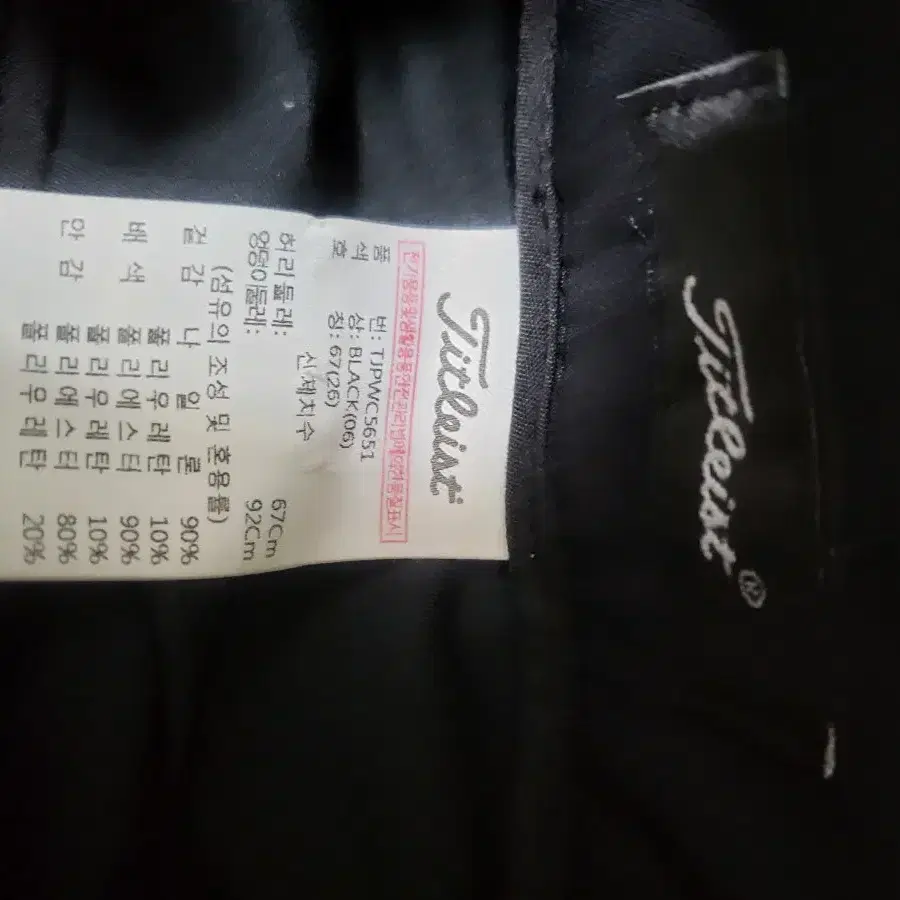 Titleist
전기용품및생활용품안전관리법에의한품질표시
품 번: TJPWC5651
색 상: BLACK(06)
호 칭: 67(26)
신체치수
허리둘레: 67Cm
엉덩이둘레: 92Cm
(섬유의 조성 및 혼용률)
겉감 나일론 90%
폴리우레탄 10%
배색 폴리에스터 90%
폴리우레탄 10%
안감 폴리에스터 80%
폴리우레탄 20%
Titleist®